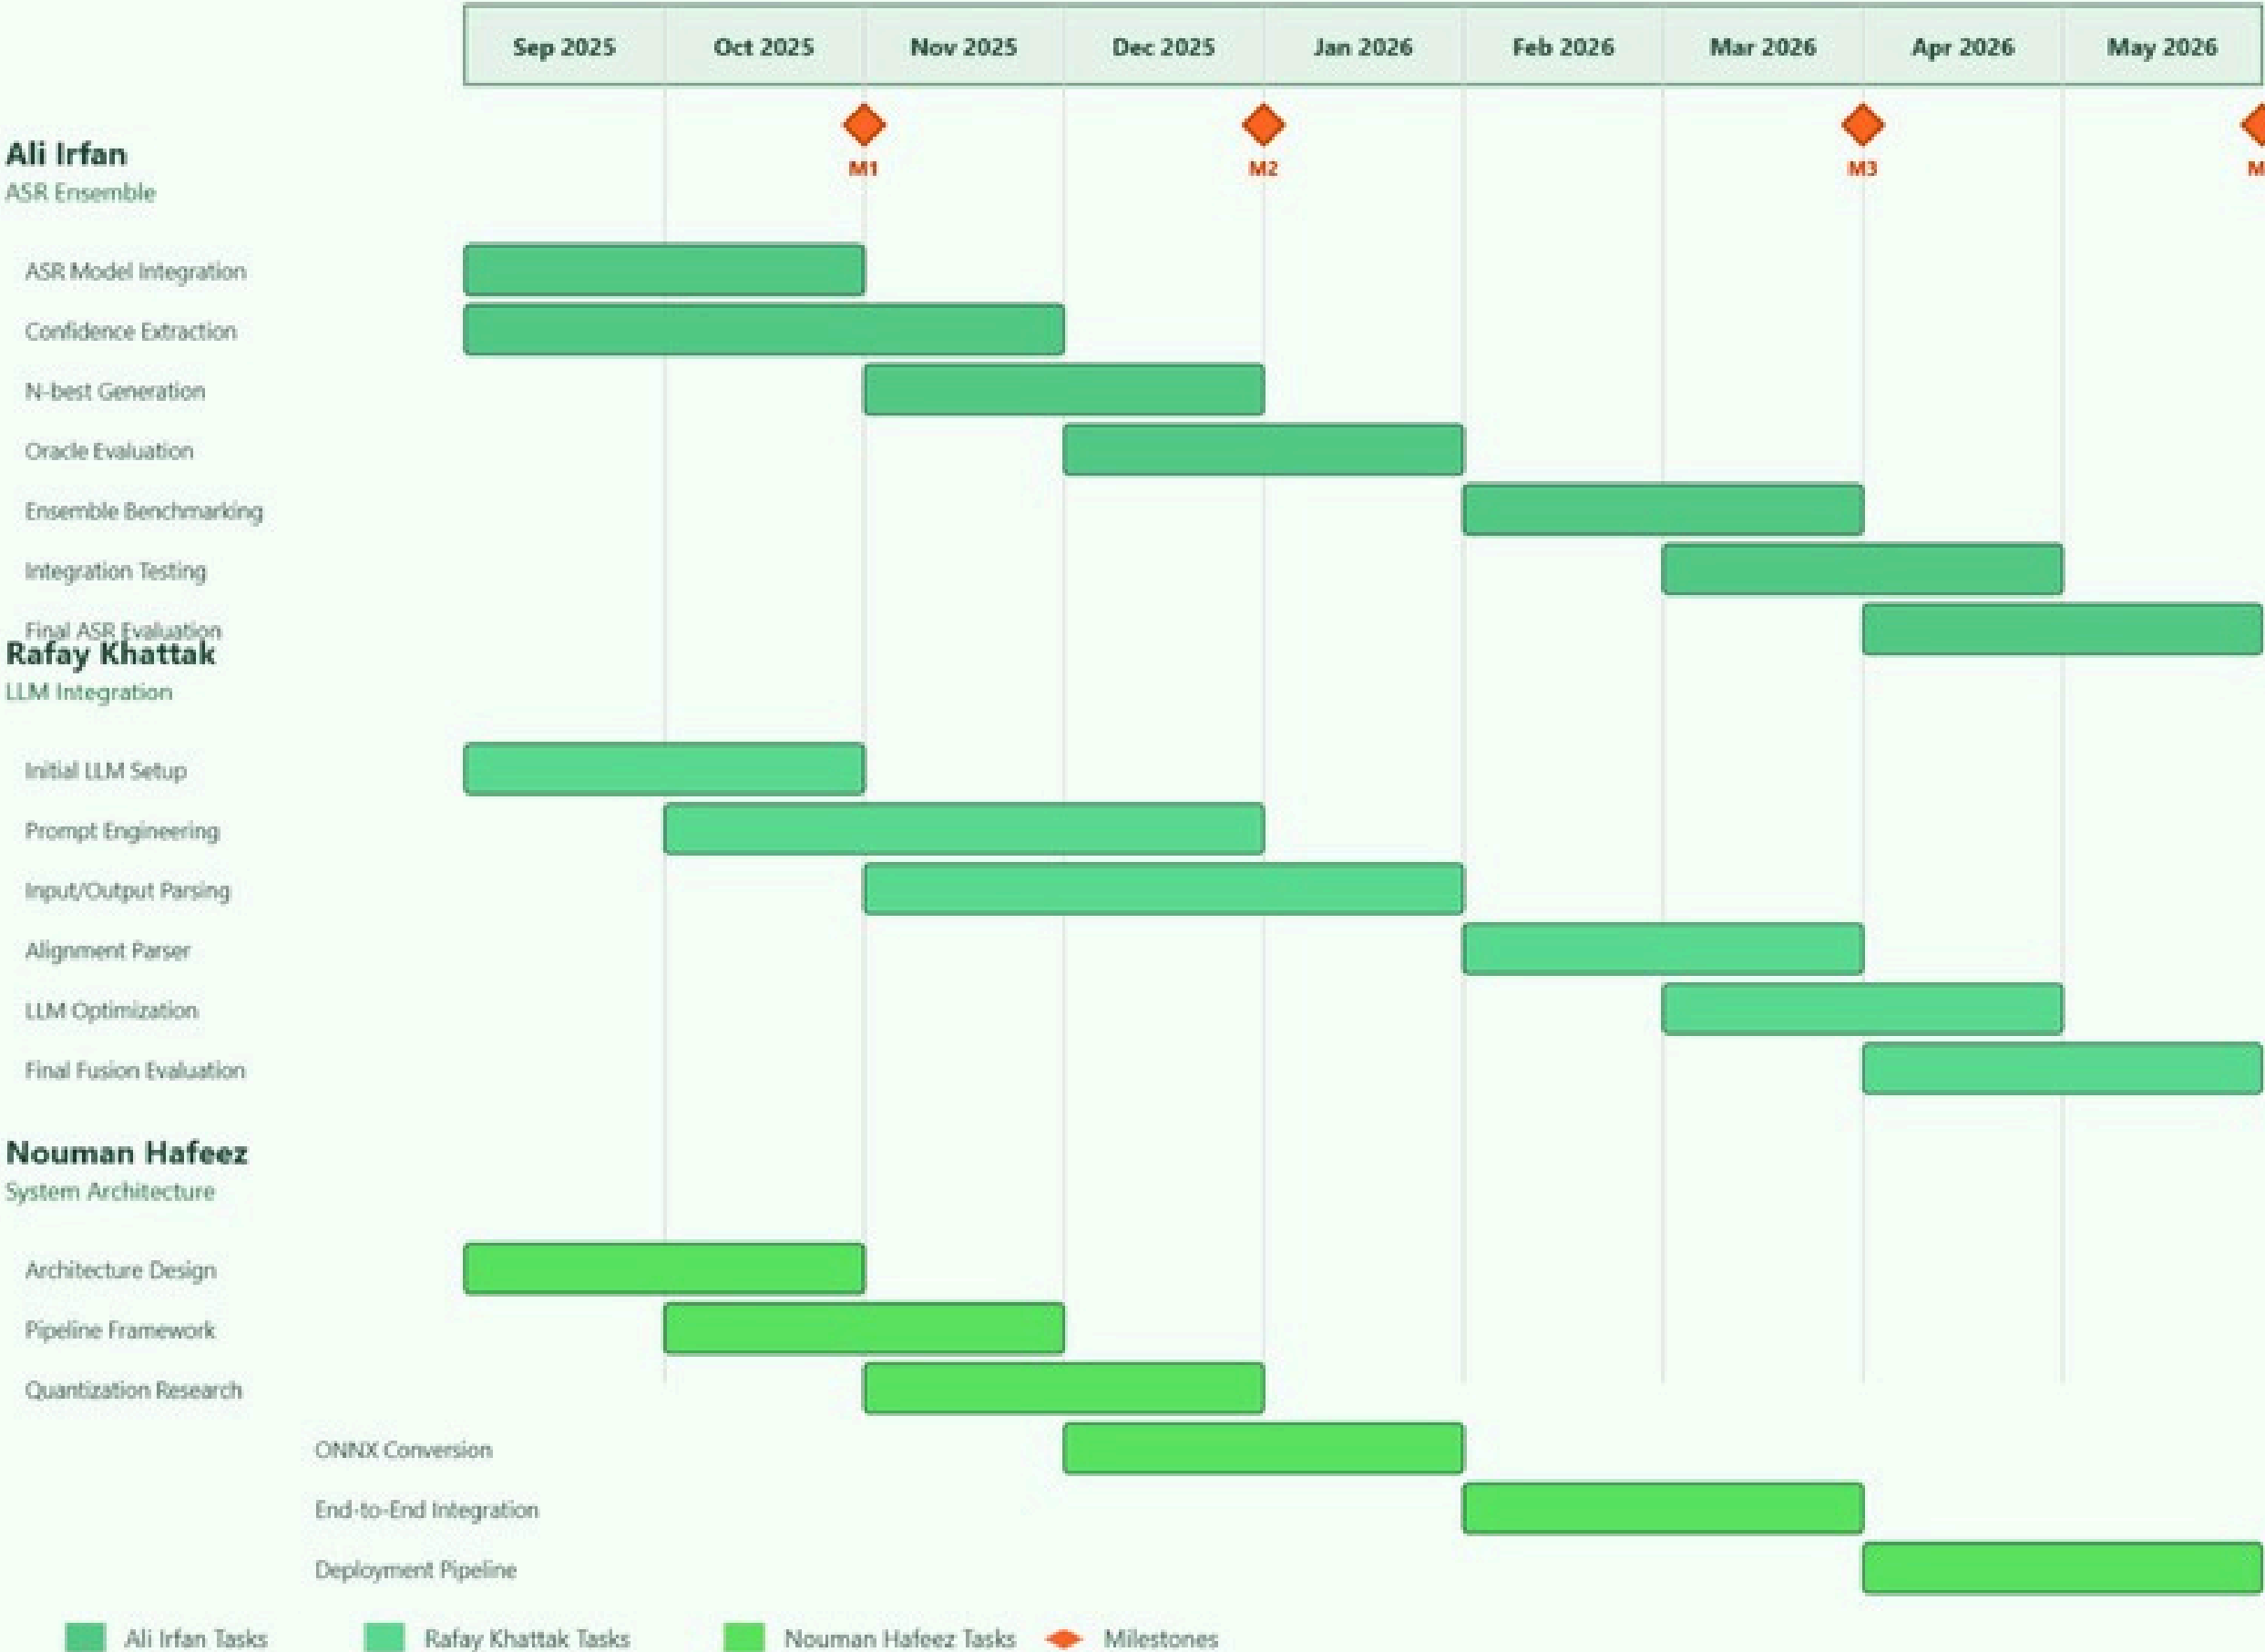 Sep 2025 Oct 2025 Nov 2025 Dec 2025 Jan 2026 Feb 2026 Mar 2026 Apr 2026 May 2026
M1 M2 M3 M
Ali Irfan
ASR Ensemble
ASR Model Integration
Confidence Extraction
N-best Generation
Oracle Evaluation
Ensemble Benchmarking
Integration Testing
Final ASR Evaluation
Rafay Khattak
LLM Integration
Initial LLM Setup
Prompt Engineering
Input/Output Parsing
Alignment Parser
LLM Optimization
Final Fusion Evaluation
Nouman Hafeez
System Architecture
Architecture Design
Pipeline Framework
Quantization Research
ONNX Conversion
End-to-End Integration
Deployment Pipeline
Ali Irfan Tasks Rafay Khattak Tasks Nouman Hafeez Tasks Milestones